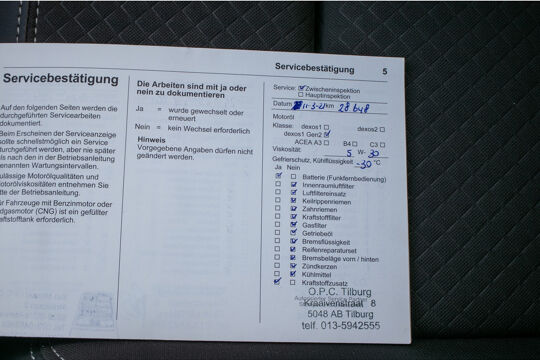 Servicebestätigung 5
Servicebestätigung
Auf den folgenden Seiten werden die
durchgeführten Servicearbeiten
dokumentiert.
Beim Erscheinen der Serviceanzeige
sollte schnellstmöglich ein Service
durchgeführt werden, aber nie später
als nach den in der Betriebsanleitung
genannten Wartungsintervallen.
ulässige Motorölqualitäten und
Motorölviskositäten entnehmen Sie
tte der Betriebsanleitung.
ür Fahrzeuge mit Benzinmotor oder
rdgasmotor (CNG) ist ein gefüllter
aftstofftank erforderlich.
Die Arbeiten sind mit ja oder
nein zu dokumentieren
Ja = wurde gewechselt oder
erneuert
Nein = kein Wechsel erforderlich
Hinweis
Vorgegebene Angaben dürfen nicht
geändert werden.
Service: Zwischeninspektion
Hauptinspektion
Datum 11-3-21 km 28 648
Motoröl
Klasse: dexos1 dexos2
dexos1 Gen2
ACEA A3 B4 C3
Viskosität: 5 W- 30
Gefrierschutz, Kühlflüssigkeit -30 °C
Ja Nein
Batterie (Funkfernbedienung)
Innenraumluftfilter
Luftfiltereinsatz
Keilrippenriemen
Zahnriemen
Kraftstofffilter
Gasfilter
Getriebeöl
Bremsflüssigkeit
Reifenreparaturset
Bremsbeläge vorn / hinten
Zündkerzen
Kühlmittel
Kraftstoffzusatz
O.P.C. Tilburg
Kraaivenstraat 8
5048 AB Tilburg
telf. 013-5942555